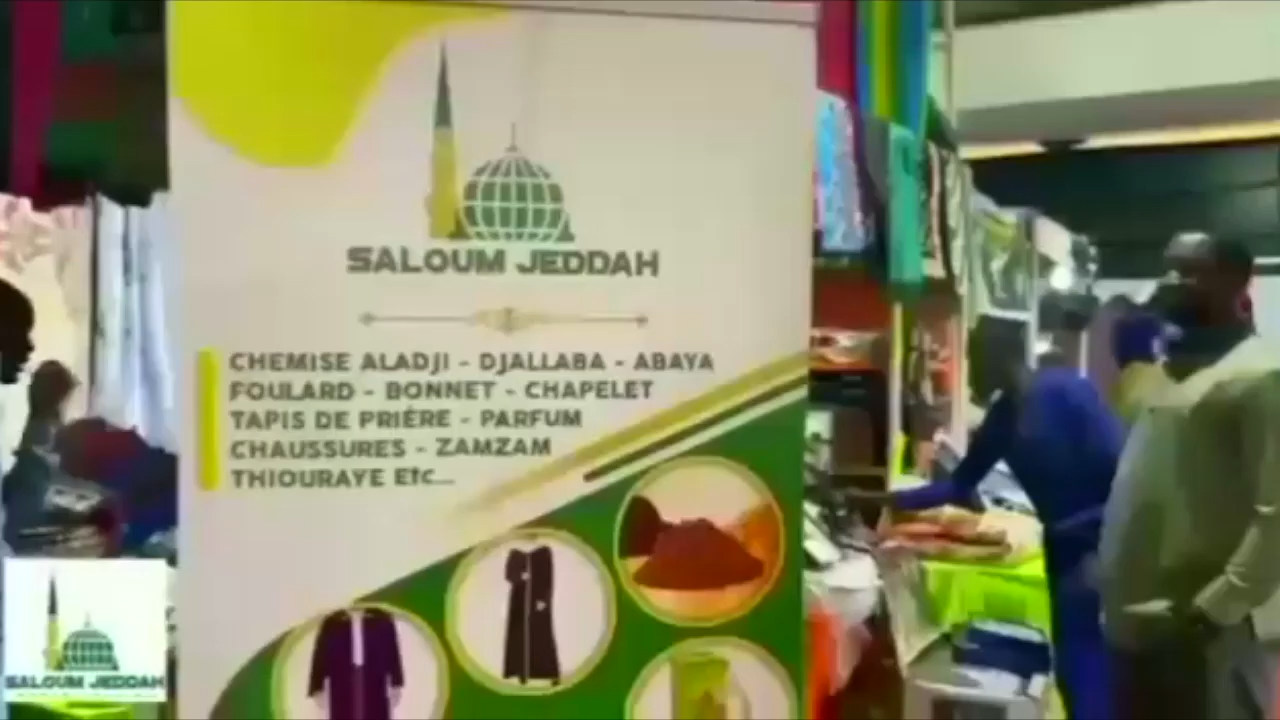 SALOUM JEDDAH
CHEMISE ALADJI - DJALLABA - ABAYA
FOULARD - BONNET - CHAPELET
TAPIS DE PRIÈRE - PARFUM
CHAUSSURES - ZAMZAM
THIOURAYE Etc...
SALOUM JEDDAH